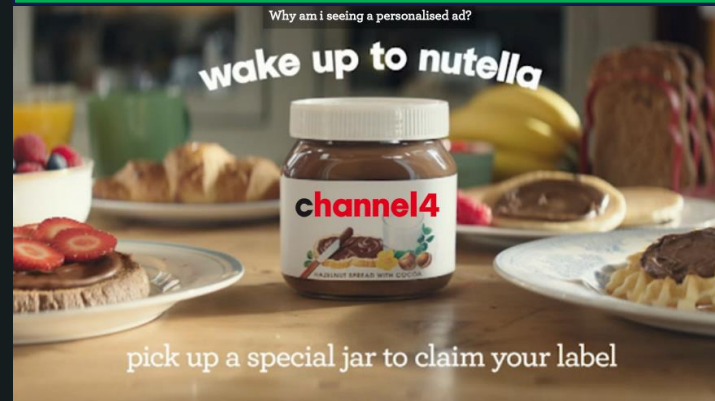 Why am i seeing a personalised ad?
wake up to nutella
channel4
HAZELNUT SPREAD WITH COCOA
pick up a special jar to claim your label